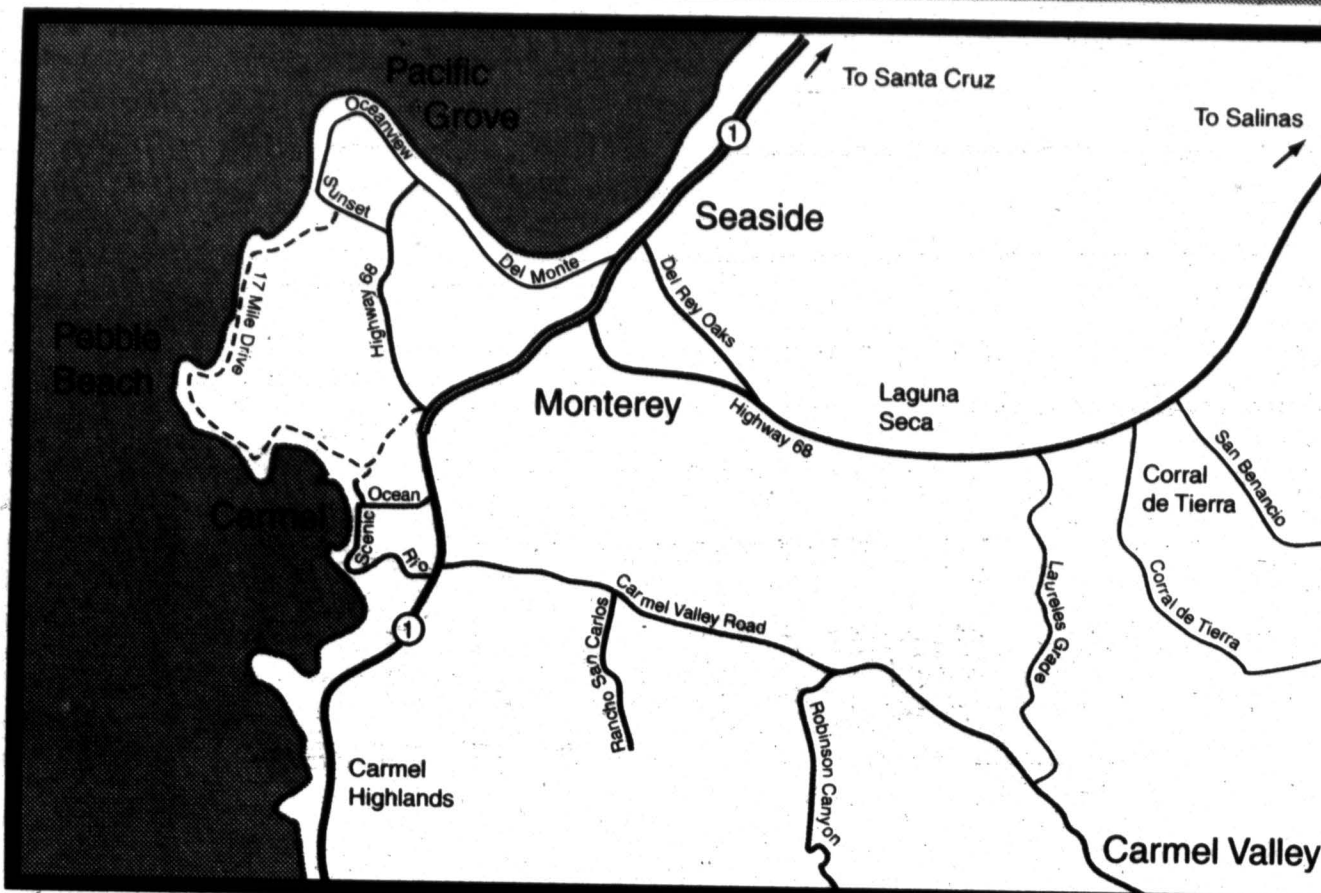 Pacific
Grove
To Santa Cruz
1
To Salinas
Oceanview
Sunset
Seaside
Del Monte
Del Rey Oaks
17 Mile Drive
Highway 68
Pebble
Beach
Monterey
Highway 68
Laguna
Seca
San Benancio
Corral
de Tierra
Ocean
Carmel
Scenic
Rio
Carmel Valley Road
Laureles Grade
Corral de Tierra
1
Rancho San Carlos
Robinson Canyon
Carmel
Highlands
Carmel Valley